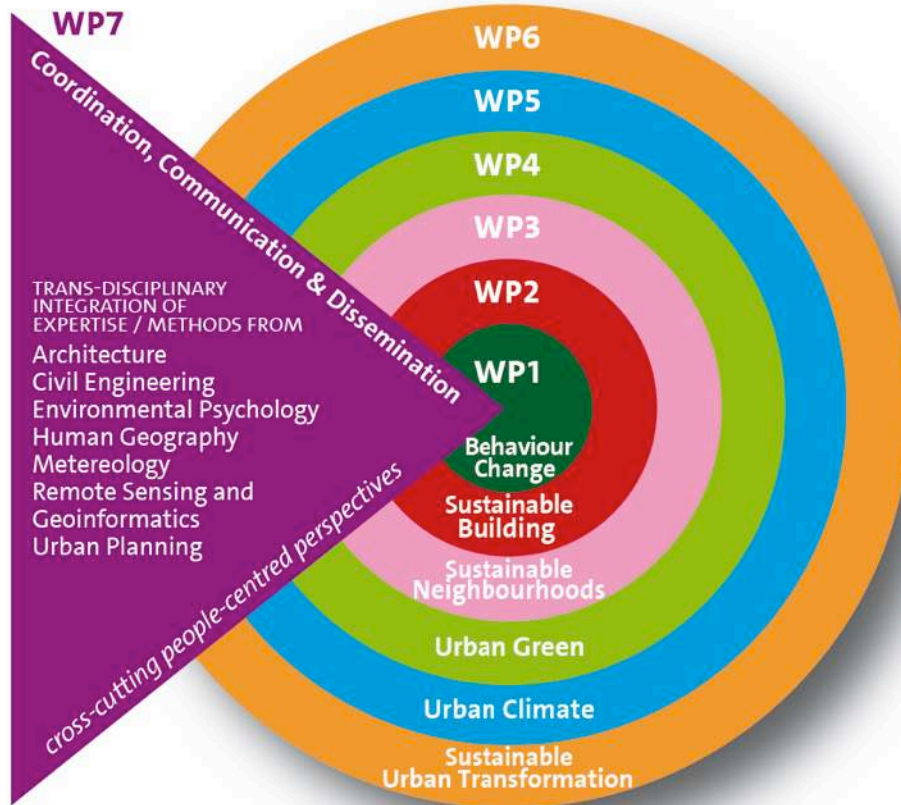 WP7
Coordination, Communication & Dissemination
TRANS-DISCIPLINARY
INTEGRATION OF
EXPERTISE / METHODS FROM
Architecture
Civil Engineering
Environmental Psychology
Human Geography
Metereology
Remote Sensing and
Geoinformatics
Urban Planning
cross-cutting people-centred perspectives
WP6
WP5
WP4
WP3
WP2
WP1
Behaviour
Change
Sustainable
Building
Sustainable
Neighbourhoods
Urban Green
Urban Climate
Sustainable
Urban Transformation